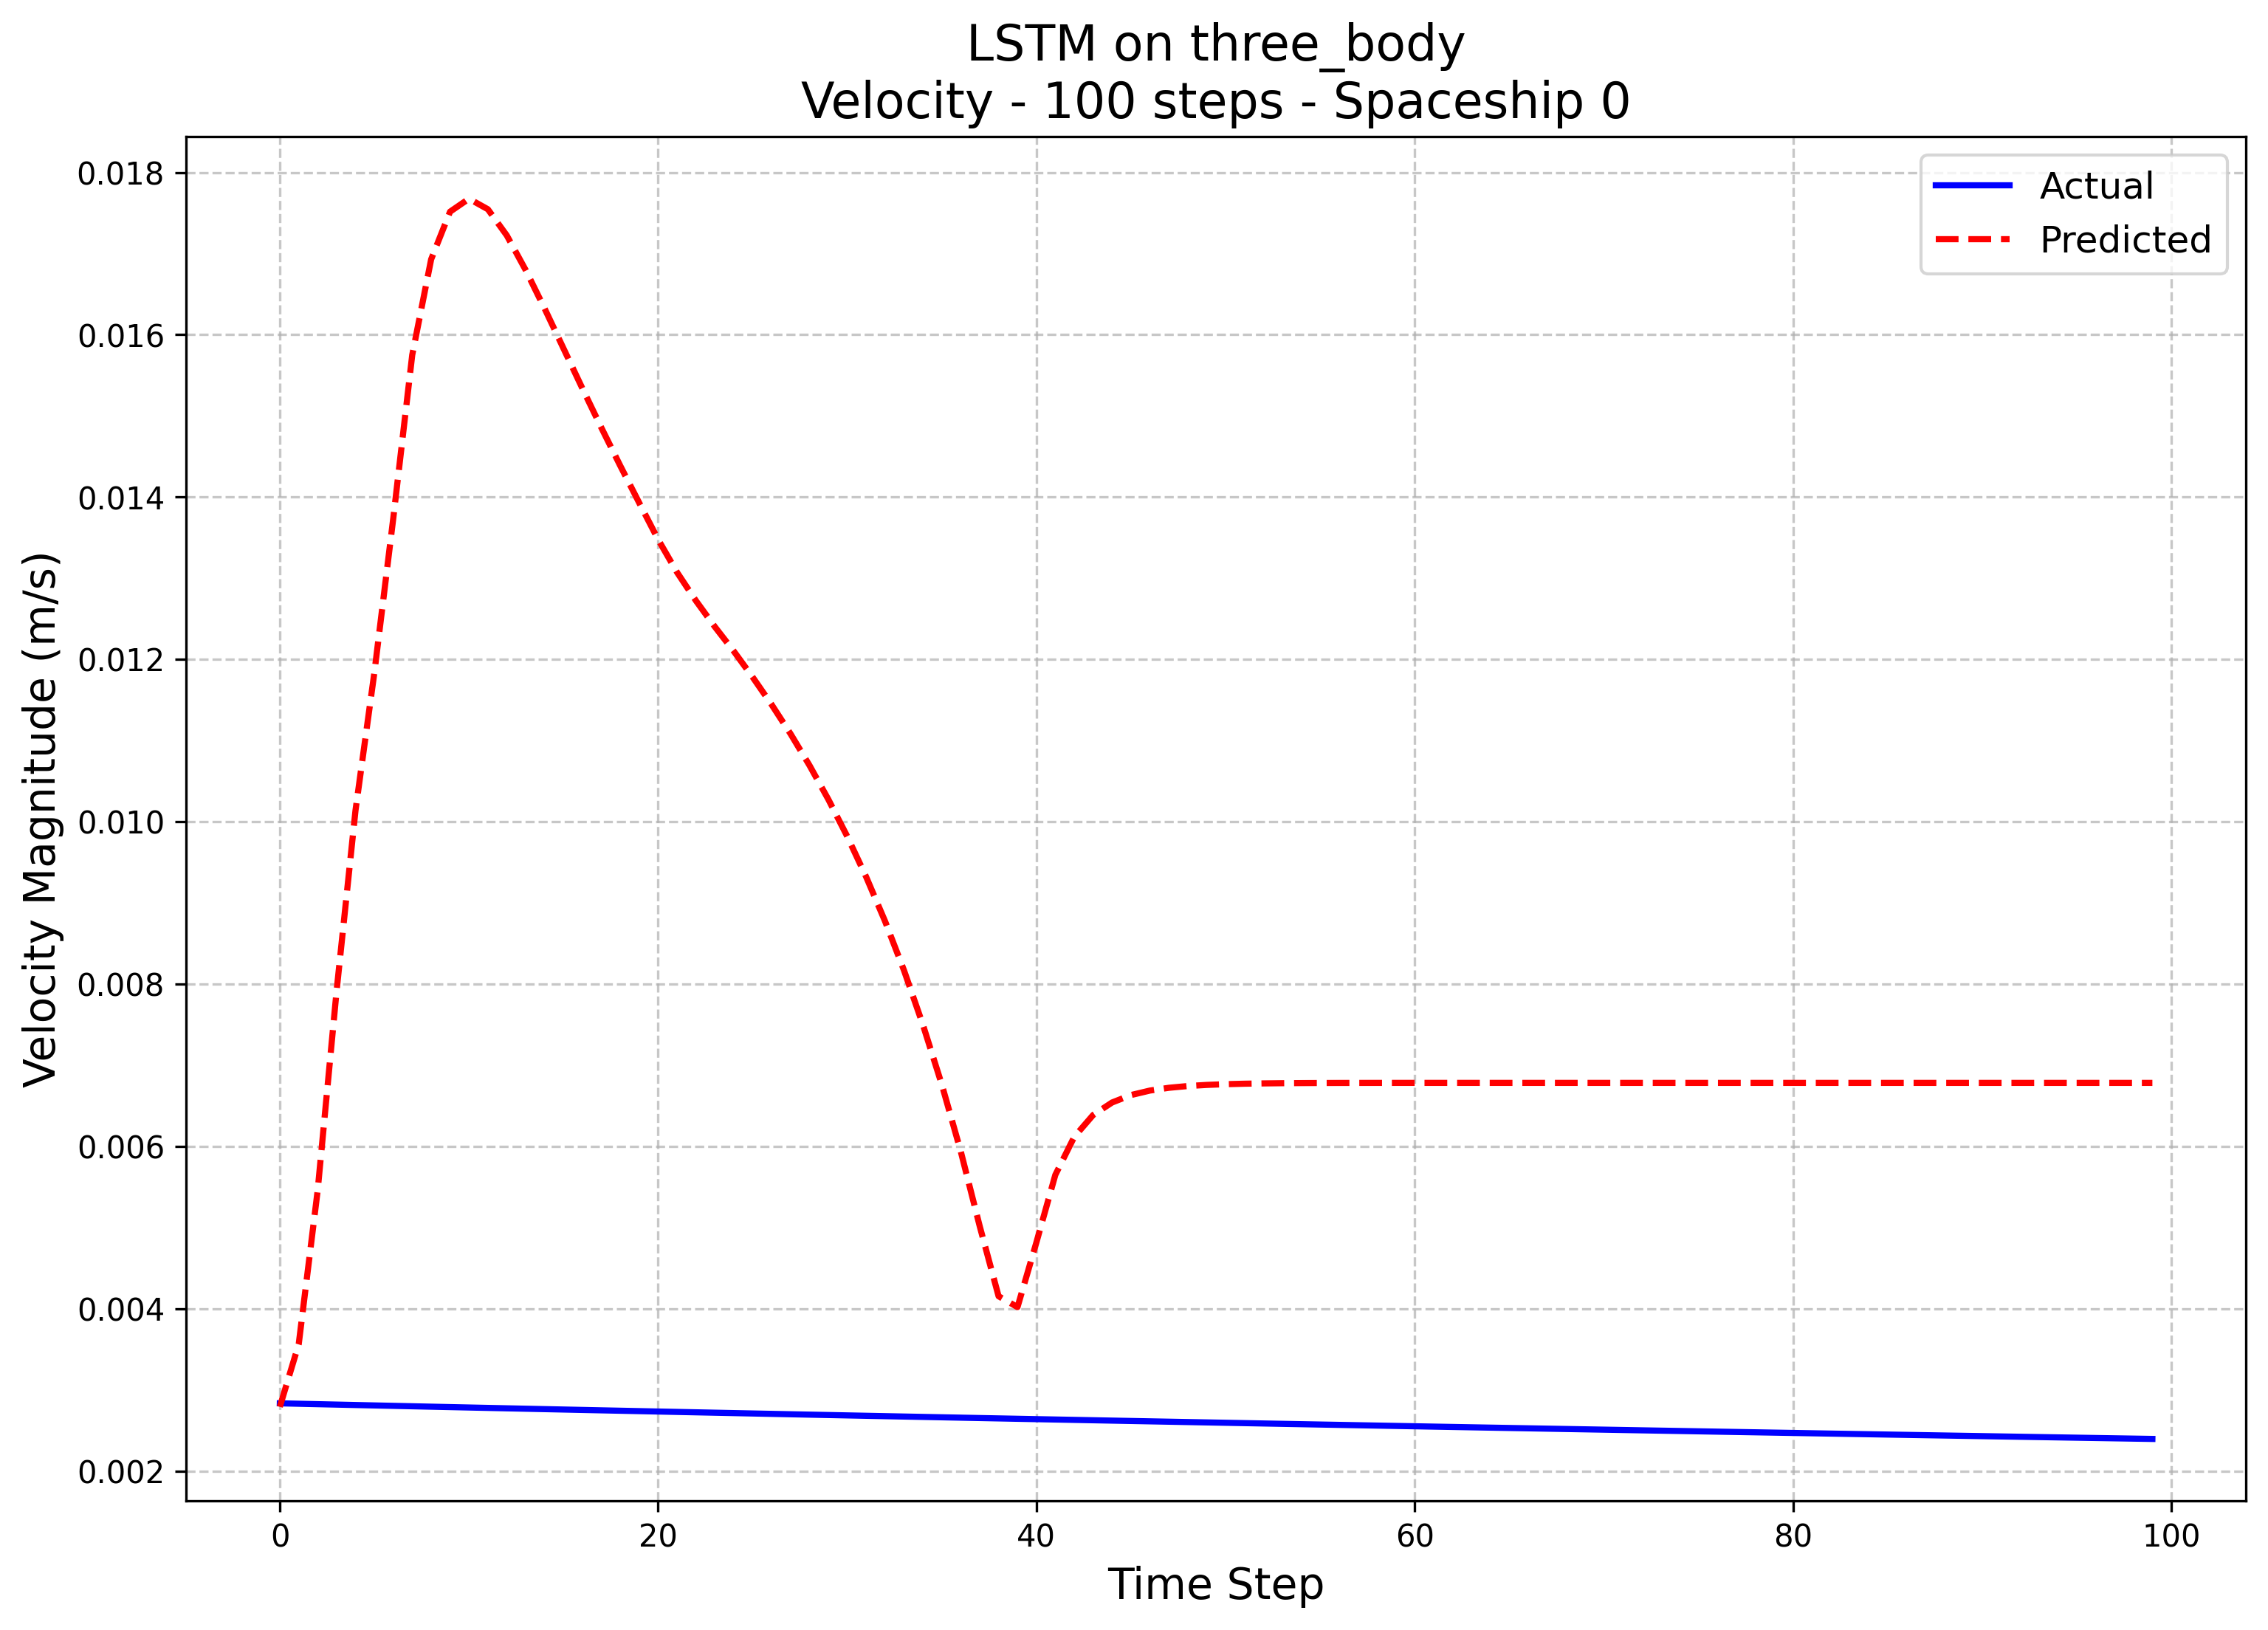 LSTM on three_body
Velocity - 100 steps - Spaceship 0
Actual
Predicted
Velocity Magnitude (m/s)
0.018
0.016
0.014
0.012
0.010
0.008
0.006
0.004
0.002
0
20
40
60
80
100
Time Step